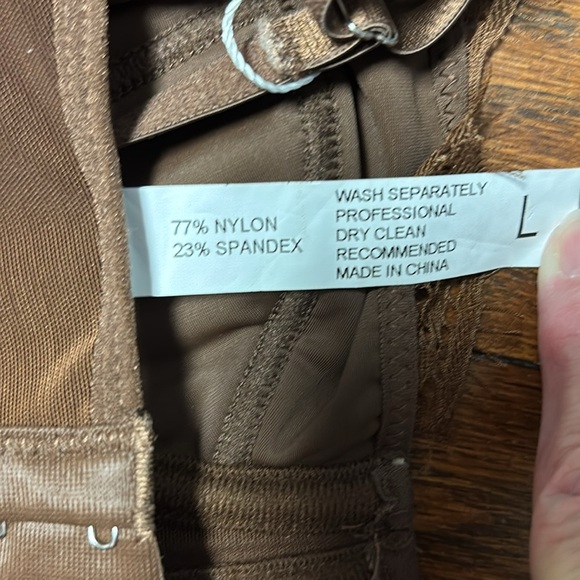 77% NYLON
23% SPANDEX
WASH SEPARATELY
PROFESSIONAL
DRY CLEAN
RECOMMENDED
MADE IN CHINA
L